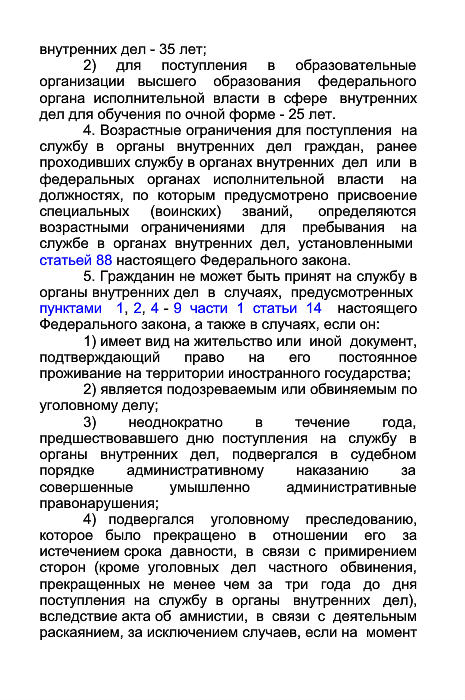 внутренних дел - 35 лет;
2) для поступления в образовательные
организации высшего образования федерального
органа исполнительной власти в сфере внутренних
дел для обучения по очной форме - 25 лет.
4. Возрастные ограничения для поступления на
службу в органы внутренних дел граждан, ранее
проходивших службу в органах внутренних дел или в
федеральных органах исполнительной власти на
должностях, по которым предусмотрено присвоение
специальных (воинских) званий, определяются
возрастными ограничениями для пребывания на
службе в органах внутренних дел, установленными
статьей 88 настоящего Федерального закона.
5. Гражданин не может быть принят на службу в
органы внутренних дел в случаях, предусмотренных
пунктами 1, 2, 4 - 9 части 1 статьи 14 настоящего
Федерального закона, а также в случаях, если он:
1) имеет вид на жительство или иной документ,
подтверждающий право на его постоянное
проживание на территории иностранного государства;
2) является подозреваемым или обвиняемым по
уголовному делу;
3) неоднократно в течение года,
предшествовавшего дню поступления на службу в
органы внутренних дел, подвергался в судебном
порядке административному наказанию за
совершенные умышленно административные
правонарушения;
4) подвергался уголовному преследованию,
которое было прекращено в отношении его за
истечением срока давности, в связи с примирением
сторон (кроме уголовных дел частного обвинения,
прекращенных не менее чем за три года до дня
поступления на службу в органы внутренних дел),
вследствие акта об амнистии, в связи с деятельным
раскаянием, за исключением случаев, если на момент